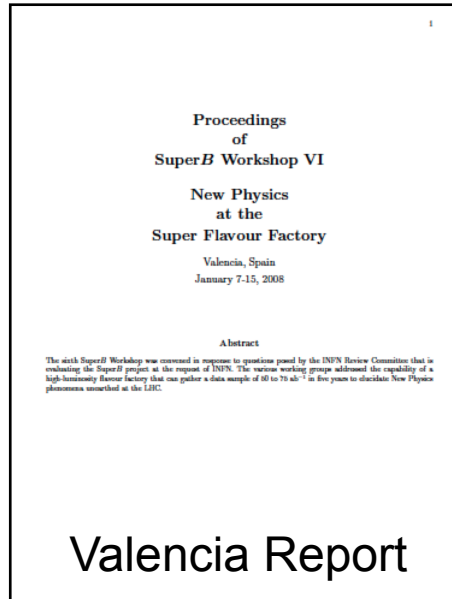 1
Proceedings
of
SuperB Workshop VI
New Physics
at the
Super Flavour Factory
Valencia, Spain
January 7-15, 2008
Abstract
The sixth SuperB Workshop was convened in response to questions posed by the INFN Review Committee that is
evaluating the SuperB project at the request of INFN. The various working groups addressed the capability of a
high-luminosity flavour factory that can gather a data sample of 50 to 75 ab⁻¹ in five years to elucidate New Physics
phenomena unearthed at the LHC.
Valencia Report